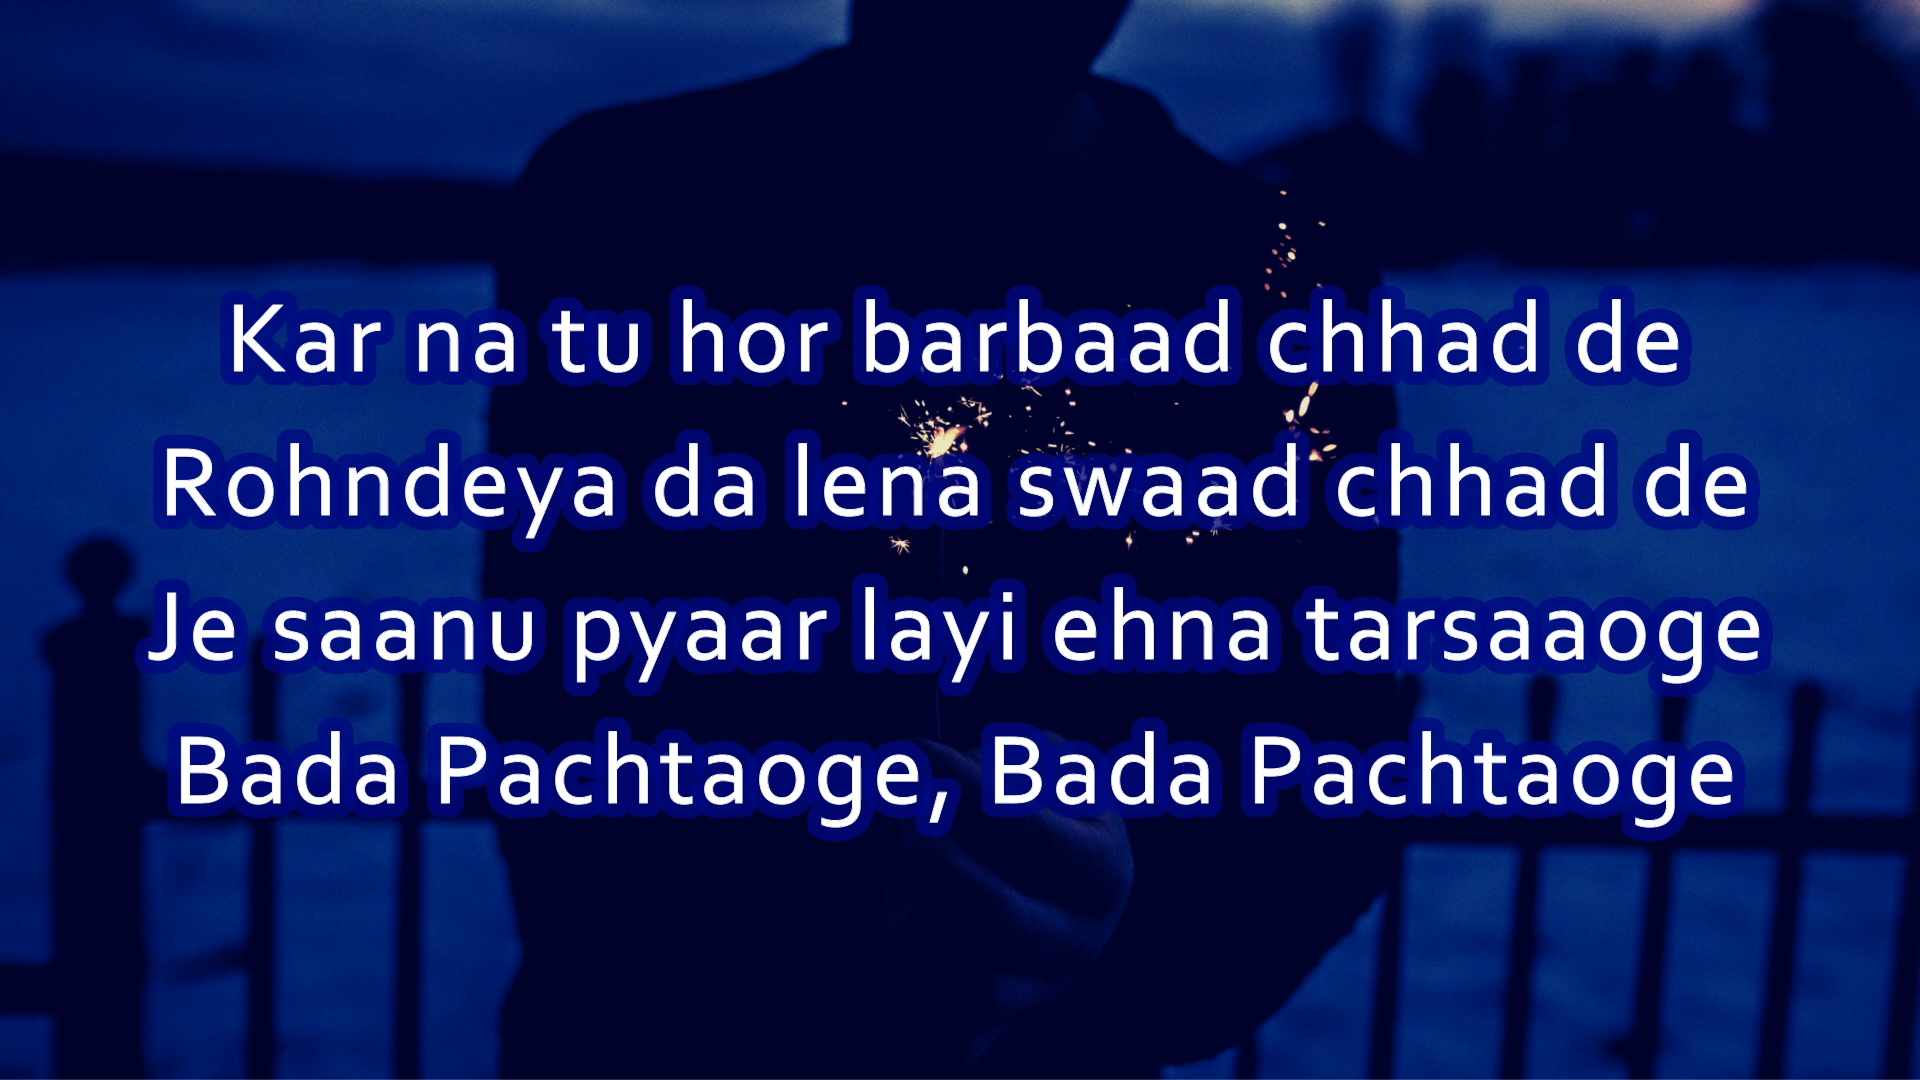 Kar na tu hor barbaad chhad de
Rohndeya da lena swaad chhad de
Je saanu pyaar layi ehna tarsaaoge
Bada Pachtaoge, Bada Pachtaoge